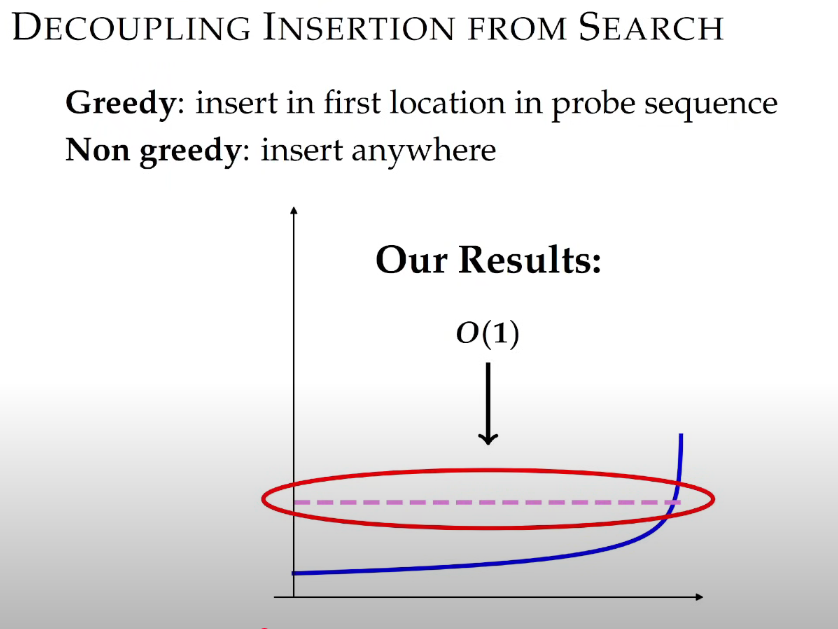 DECOUPLING INSERTION FROM SEARCH
Greedy: insert in first location in probe sequence
Non greedy: insert anywhere
Our Results:
O(1)